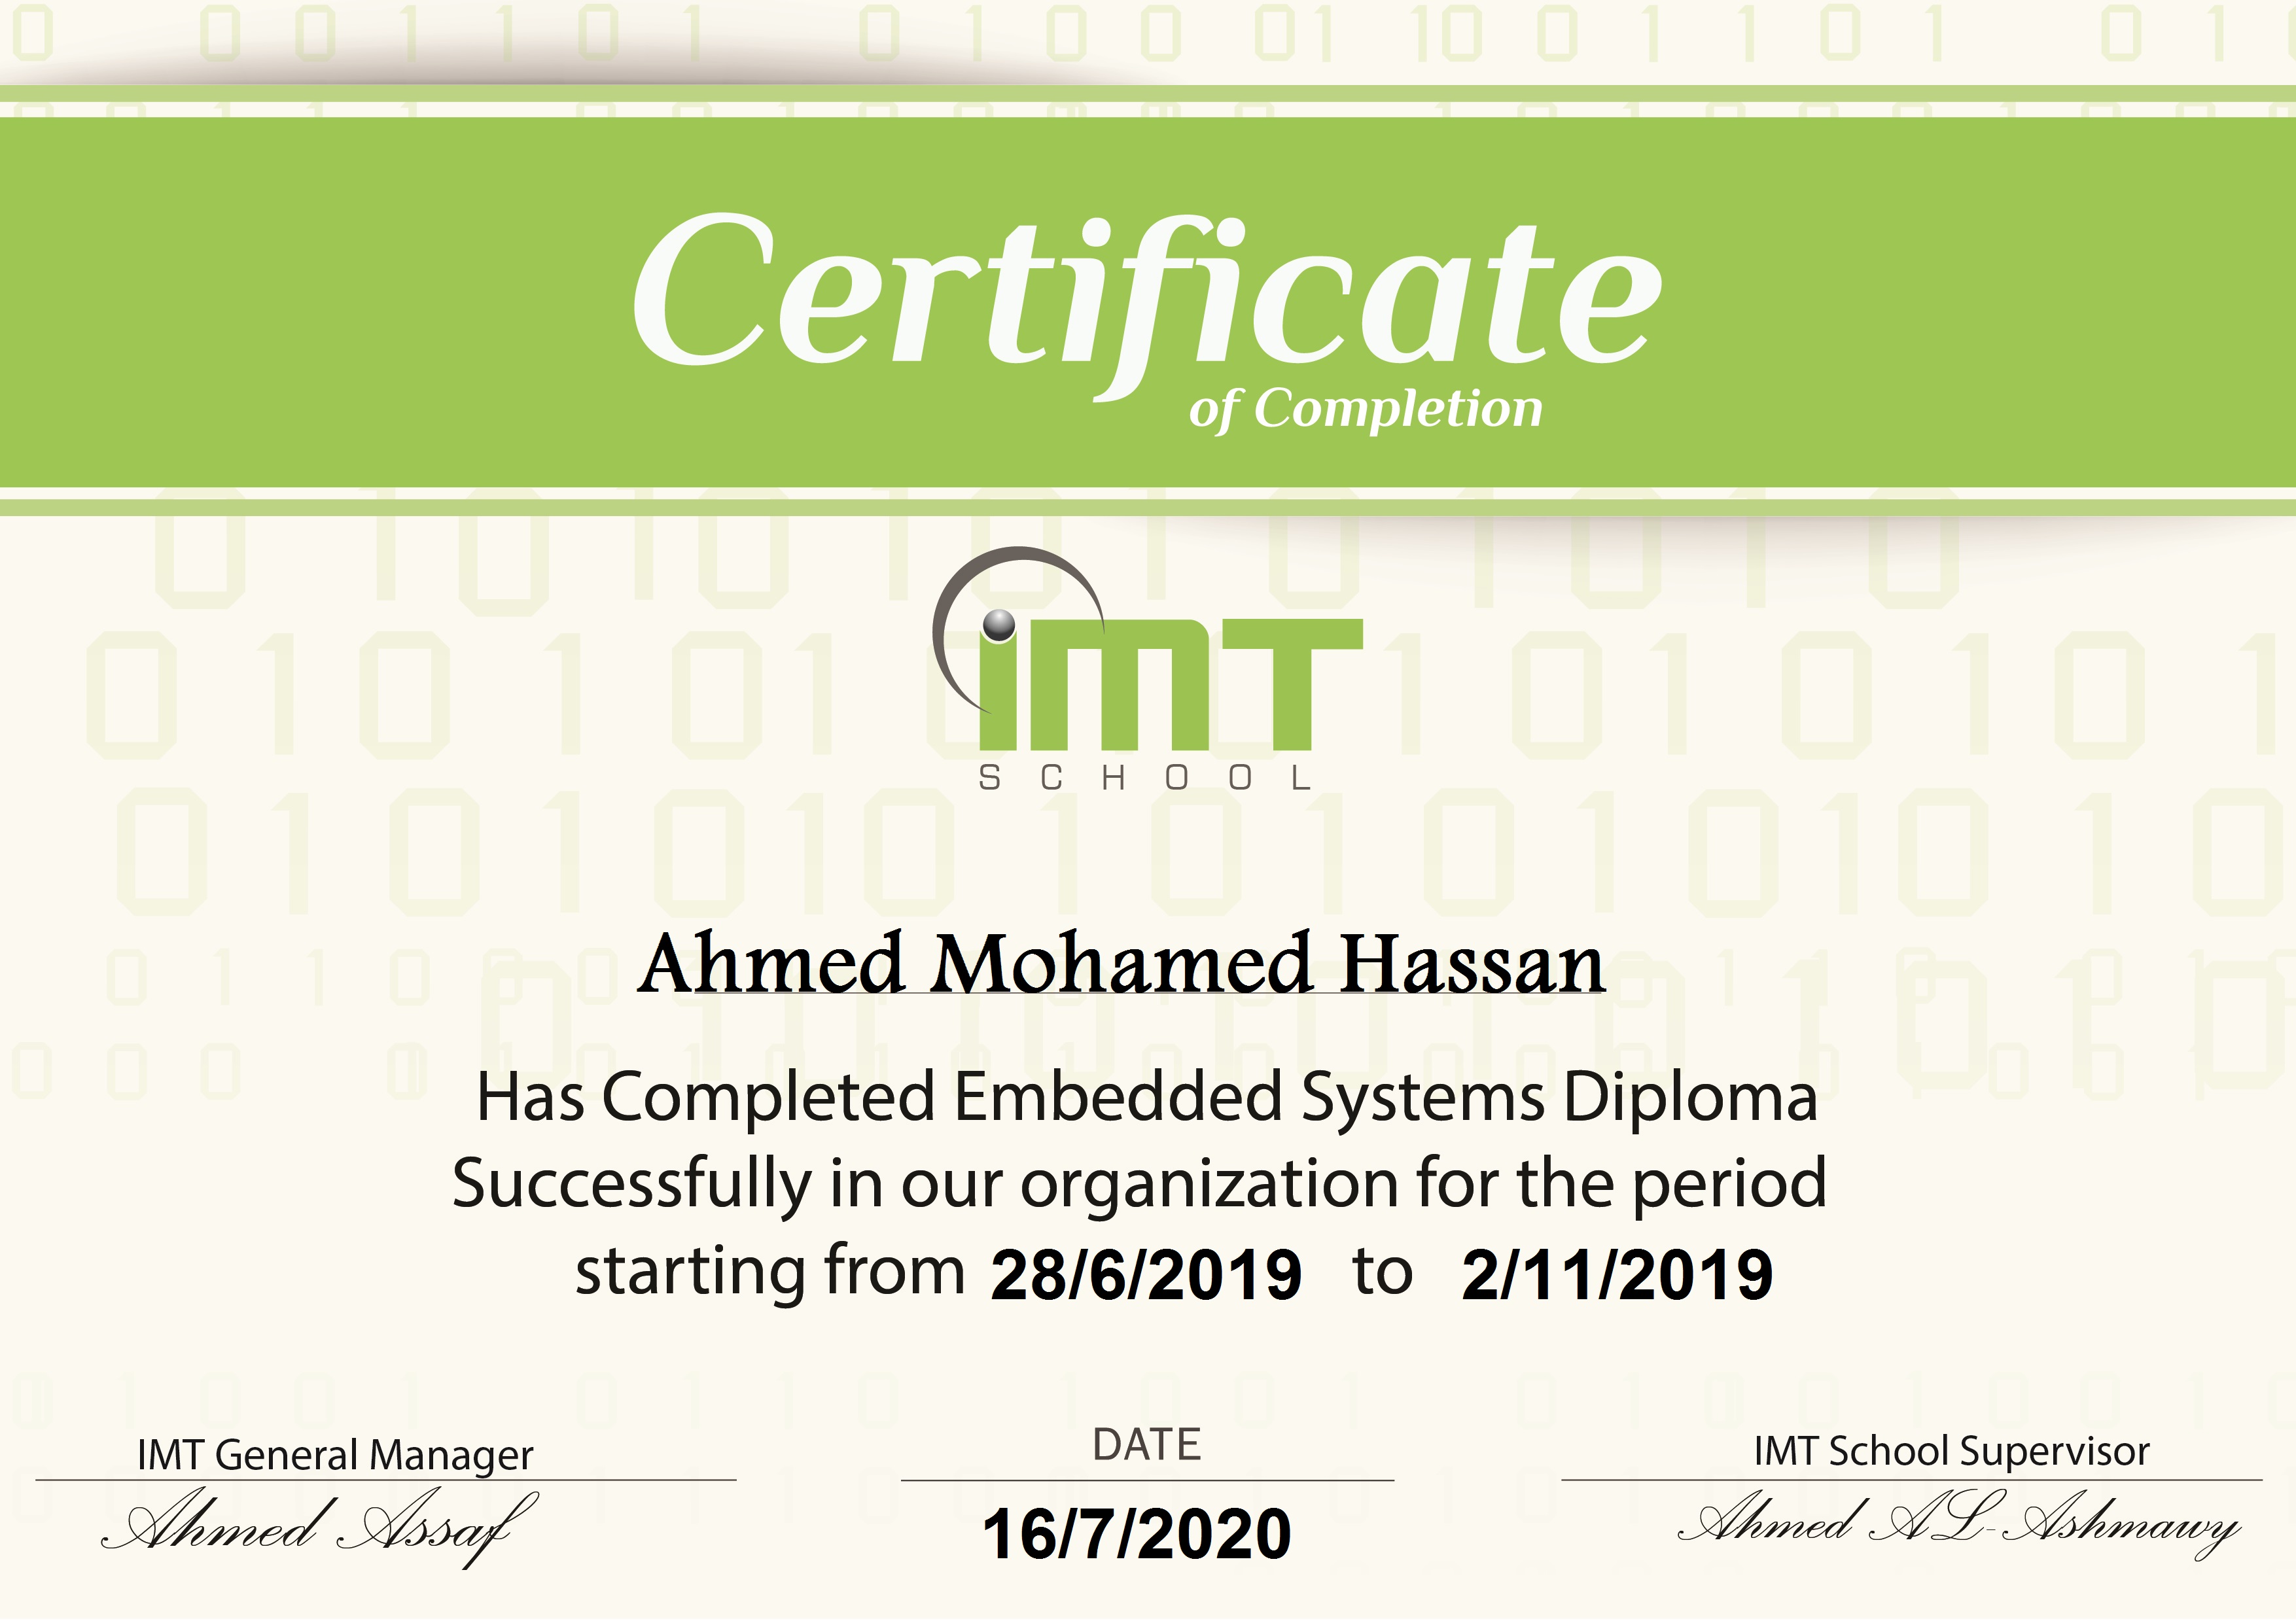 Certificate
of Completion
iMT
SCHOOL
Ahmed Mohamed Hassan
Has Completed Embedded Systems Diploma
Successfully in our organization for the period
starting from 28/6/2019 to 2/11/2019
IMT General Manager
Ahmed Assaf
DATE
16/7/2020
IMT School Supervisor
Ahmed AL-Ashmawy